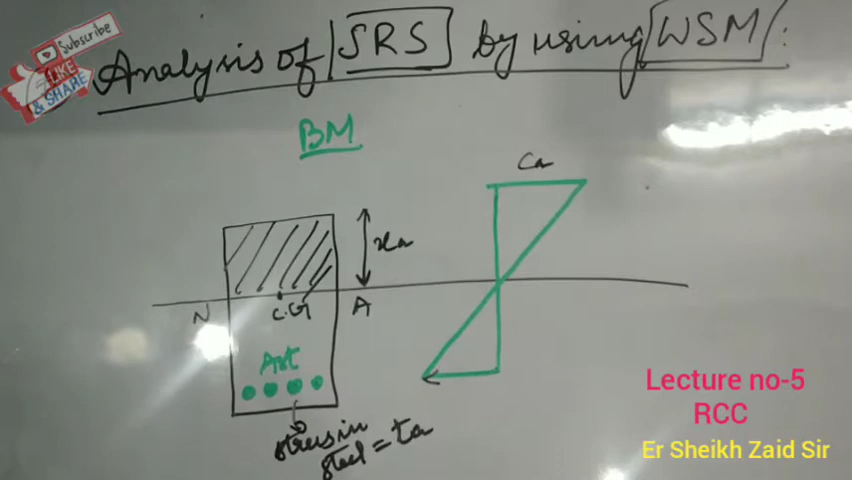 Subscribe
LIKE
& SHARE
Analysis of SRS by using WSM :
BM
Ca
xa
N C.G A
Ast
stress in
steel = ta
Lecture no-5
RCC
Er Sheikh Zaid Sir